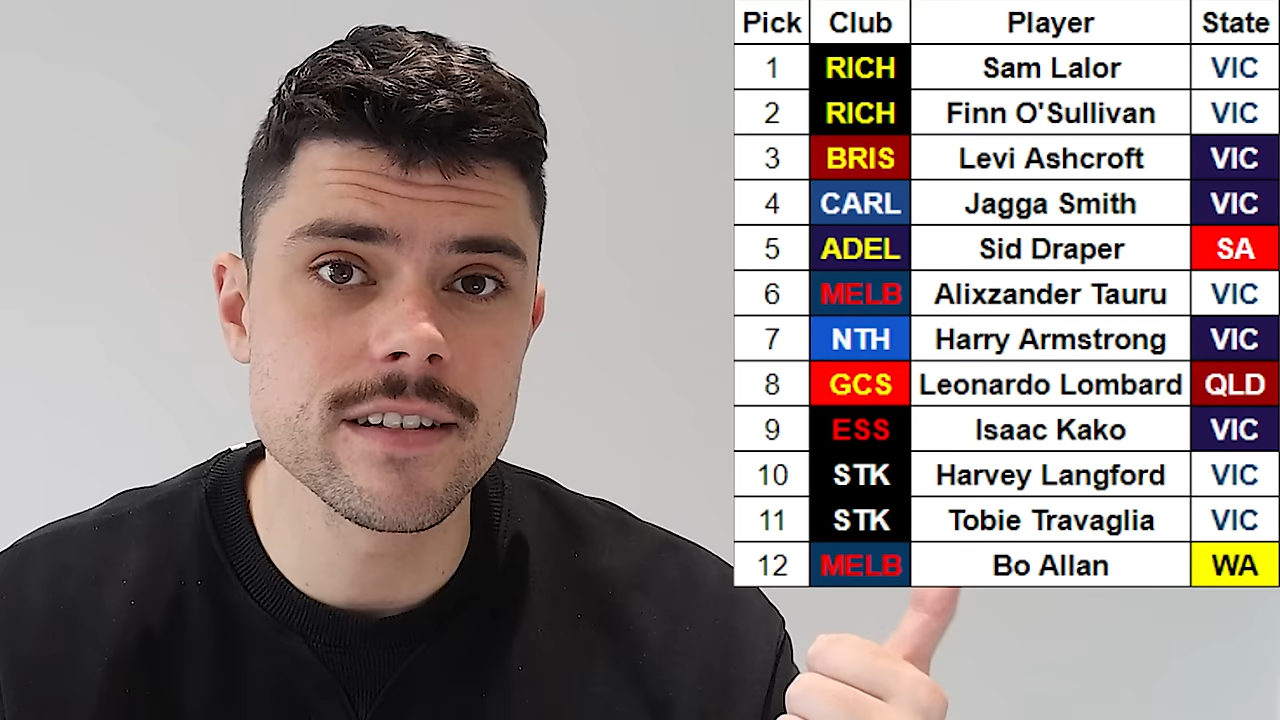 Pick Club Player State
1 RICH Sam Lalor VIC
2 RICH Finn O'Sullivan VIC
3 BRIS Levi Ashcroft VIC
4 CARL Jagga Smith VIC
5 ADEL Sid Draper SA
6 MELB Alixzander Tauru VIC
7 NTH Harry Armstrong VIC
8 GCS Leonardo Lombard QLD
9 ESS Isaac Kako VIC
10 STK Harvey Langford VIC
11 STK Tobie Travaglia VIC
12 MELB Bo Allan WA